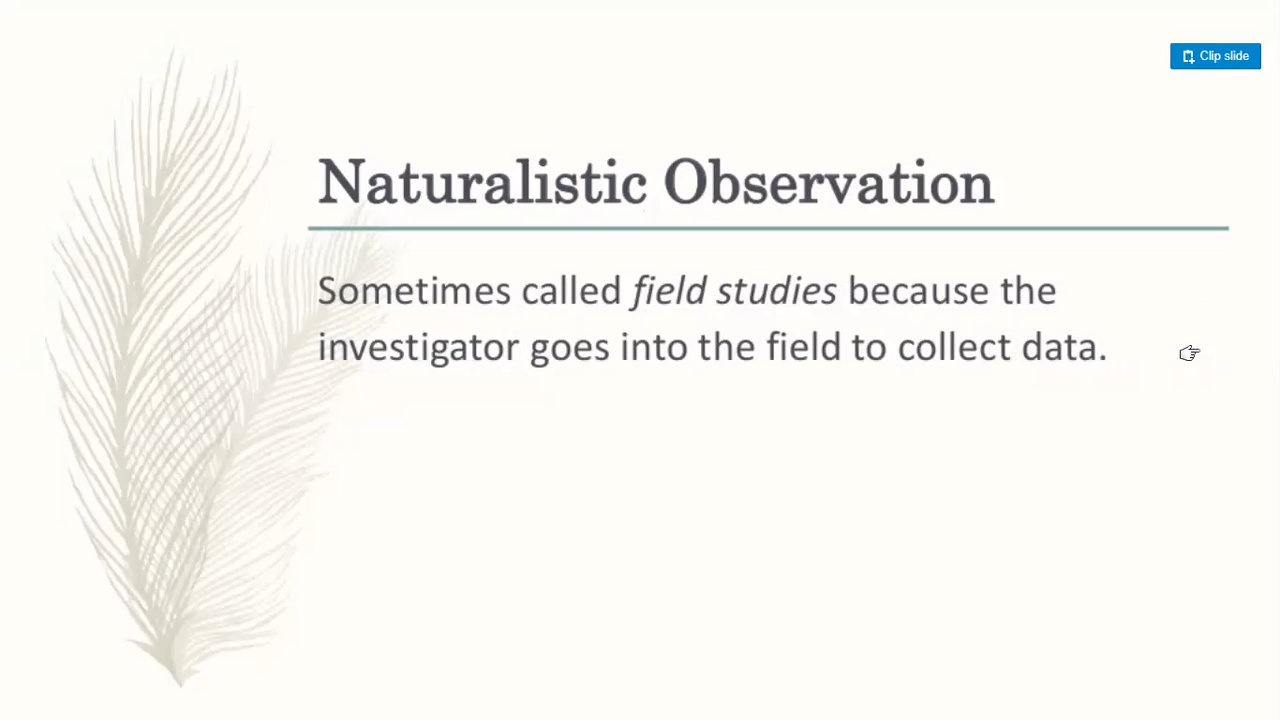 Clip slide
Naturalistic Observation
Sometimes called field studies because the
investigator goes into the field to collect data.